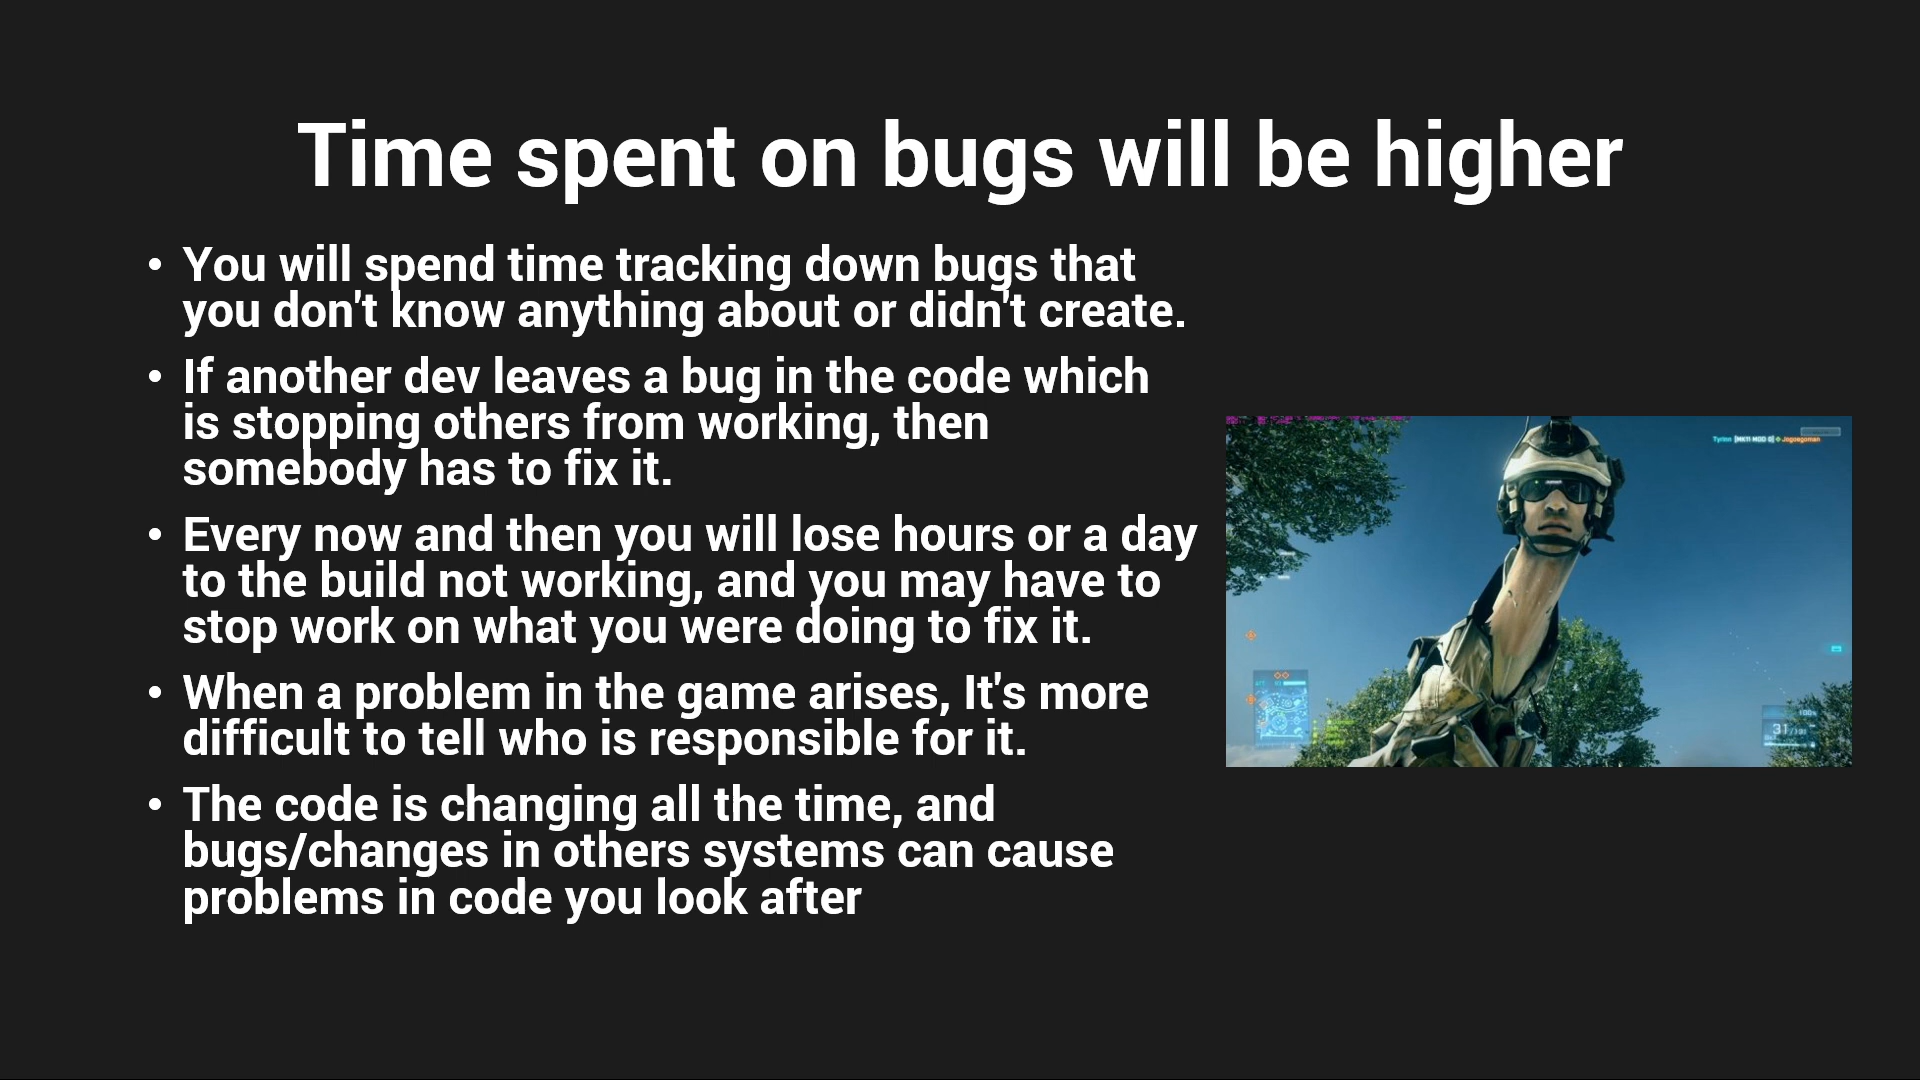 Time spent on bugs will be higher
• You will spend time tracking down bugs that
you don't know anything about or didn't create.
• If another dev leaves a bug in the code which
is stopping others from working, then
somebody has to fix it.
• Every now and then you will lose hours or a day
to the build not working, and you may have to
stop work on what you were doing to fix it.
• When a problem in the game arises, It's more
difficult to tell who is responsible for it.
• The code is changing all the time, and
bugs/changes in others systems can cause
problems in code you look after
[MK11 MOD 0] Joguegoman
31